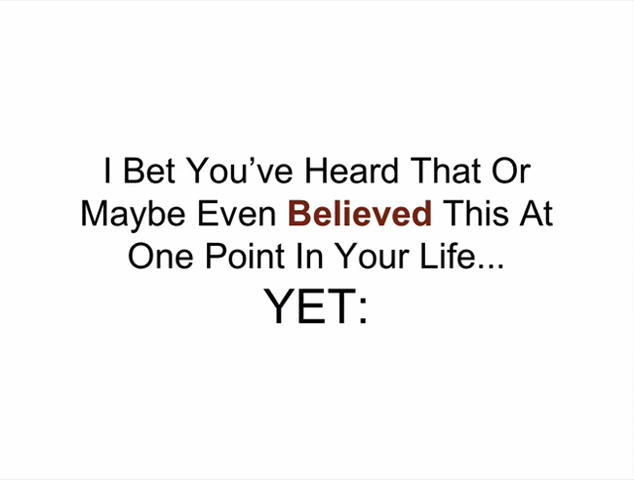 I Bet You’ve Heard That Or
Maybe Even Believed This At
One Point In Your Life...
YET: